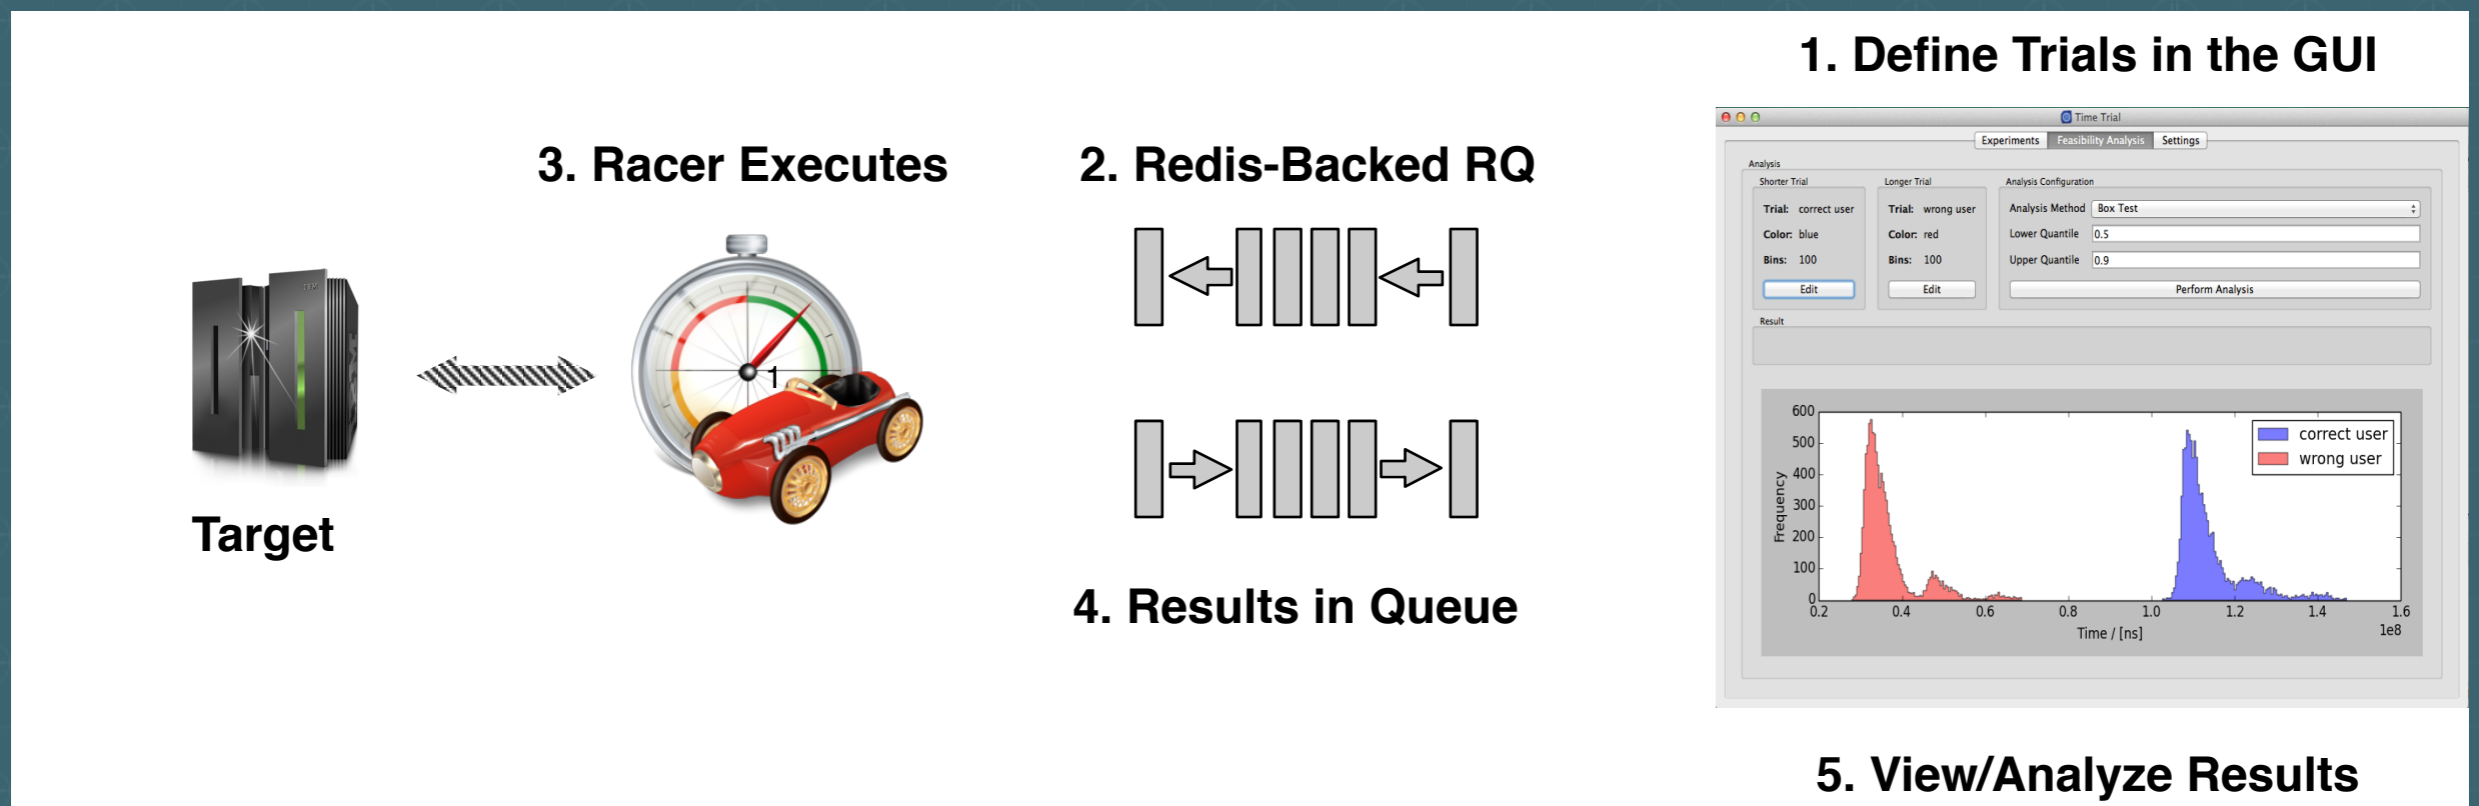 1. Define Trials in the GUI
3. Racer Executes
2. Redis-Backed RQ
1
IBM
Target
4. Results in Queue
Time Trial
Experiments Feasibility Analysis Settings
Analysis
Shorter Trial
Trial: correct user
Color: blue
Bins: 100
Edit
Longer Trial
Trial: wrong user
Color: red
Bins: 100
Edit
Analysis Configuration
Analysis Method Box Test
Lower Quantile 0.5
Upper Quantile 0.9
Perform Analysis
Result
600
500
400
300
200
100
0
Frequency
correct user
wrong user
0.2 0.4 0.6 0.8 1.0 1.2 1.4 1.6
Time / [ns]
1e8
5. View/Analyze Results